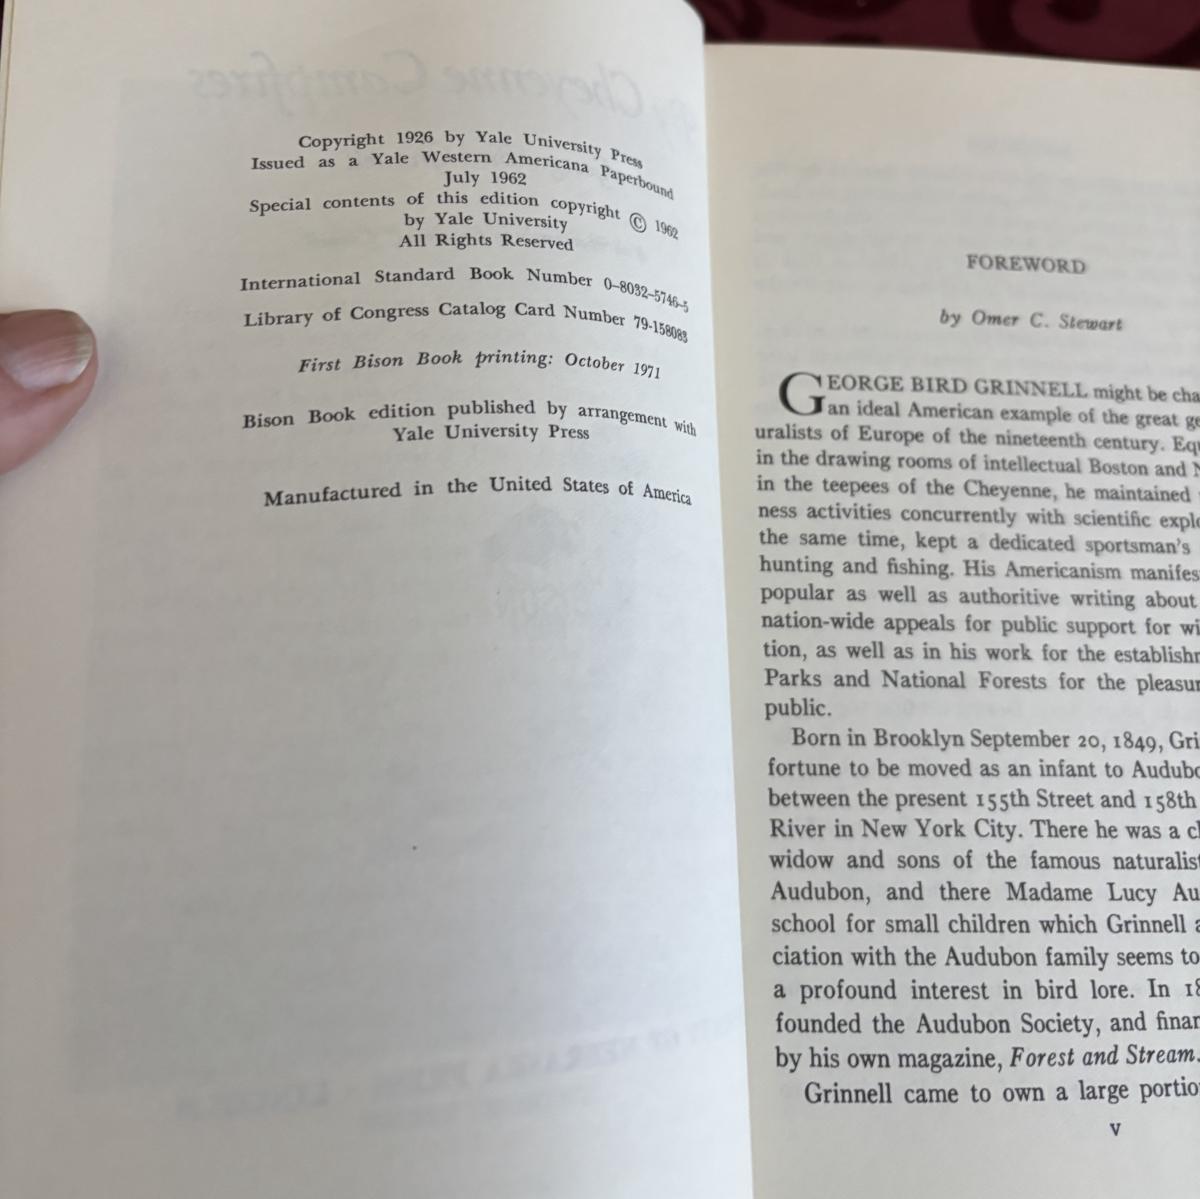 Copyright 1926 by Yale University Press
Issued as a Yale Western Americana Paperbound
July 1962
Special contents of this edition copyright © 1962
by Yale University
All Rights Reserved
International Standard Book Number 0–8032–5746–5
Library of Congress Catalog Card Number 79-158083
First Bison Book printing: October 1971
Bison Book edition published by arrangement with
Yale University Press
Manufactured in the United States of America
FOREWORD
by Omer C. Stewart
GEORGE BIRD GRINNELL might be cha
an ideal American example of the great ge
uralists of Europe of the nineteenth century. Equ
in the drawing rooms of intellectual Boston and N
in the teepees of the Cheyenne, he maintained
ness activities concurrently with scientific explo
the same time, kept a dedicated sportsman's
hunting and fishing. His Americanism manifes
popular as well as authoritive writing about
nation-wide appeals for public support for wi
tion, as well as in his work for the establishm
Parks and National Forests for the pleasur
public.
Born in Brooklyn September 20, 1849, Gri
fortune to be moved as an infant to Audubo
between the present 155th Street and 158th
River in New York City. There he was a cl
widow and sons of the famous naturalist
Audubon, and there Madame Lucy Au
school for small children which Grinnell a
ciation with the Audubon family seems to
a profound interest in bird lore. In 18
founded the Audubon Society, and finan
by his own magazine, Forest and Stream.
Grinnell came to own a large portio
v